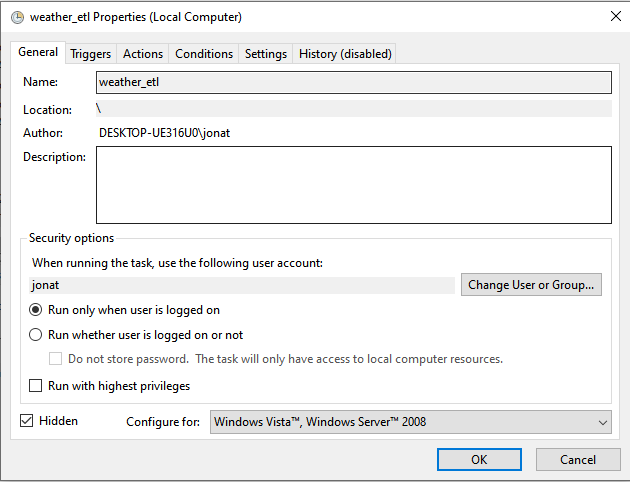 weather_etl Properties (Local Computer)
General Triggers Actions Conditions Settings History (disabled)
Name: weather_etl
Location: \
Author: DESKTOP-UE316U0\jonat
Description:
Security options
When running the task, use the following user account:
jonat Change User or Group...
Run only when user is logged on
Run whether user is logged on or not
Do not store password. The task will only have access to local computer resources.
Run with highest privileges
Hidden Configure for: Windows Vista™, Windows Server™ 2008
OK Cancel